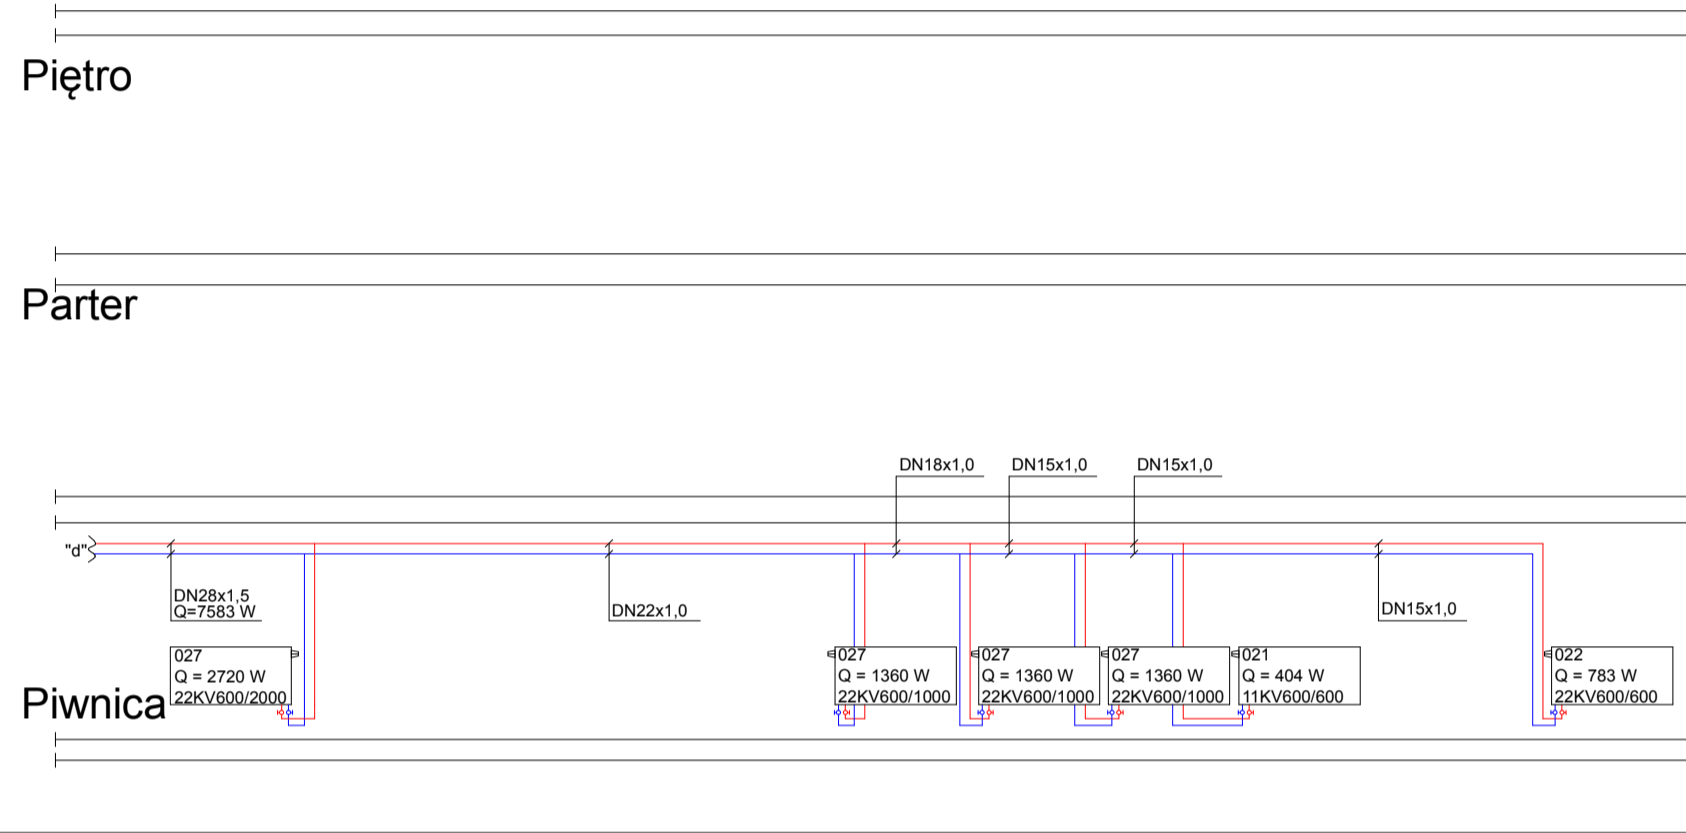 Piętro
Parter
DN18x1,0
DN15x1,0
DN15x1,0
"d"
DN28x1,5
Q=7583 W
DN22x1,0
DN15x1,0
Piwnica
027
Q = 2720 W
22KV600/2000
027
Q = 1360 W
22KV600/1000
027
Q = 1360 W
22KV600/1000
027
Q = 1360 W
22KV600/1000
021
Q = 404 W
11KV600/600
022
Q = 783 W
22KV600/600